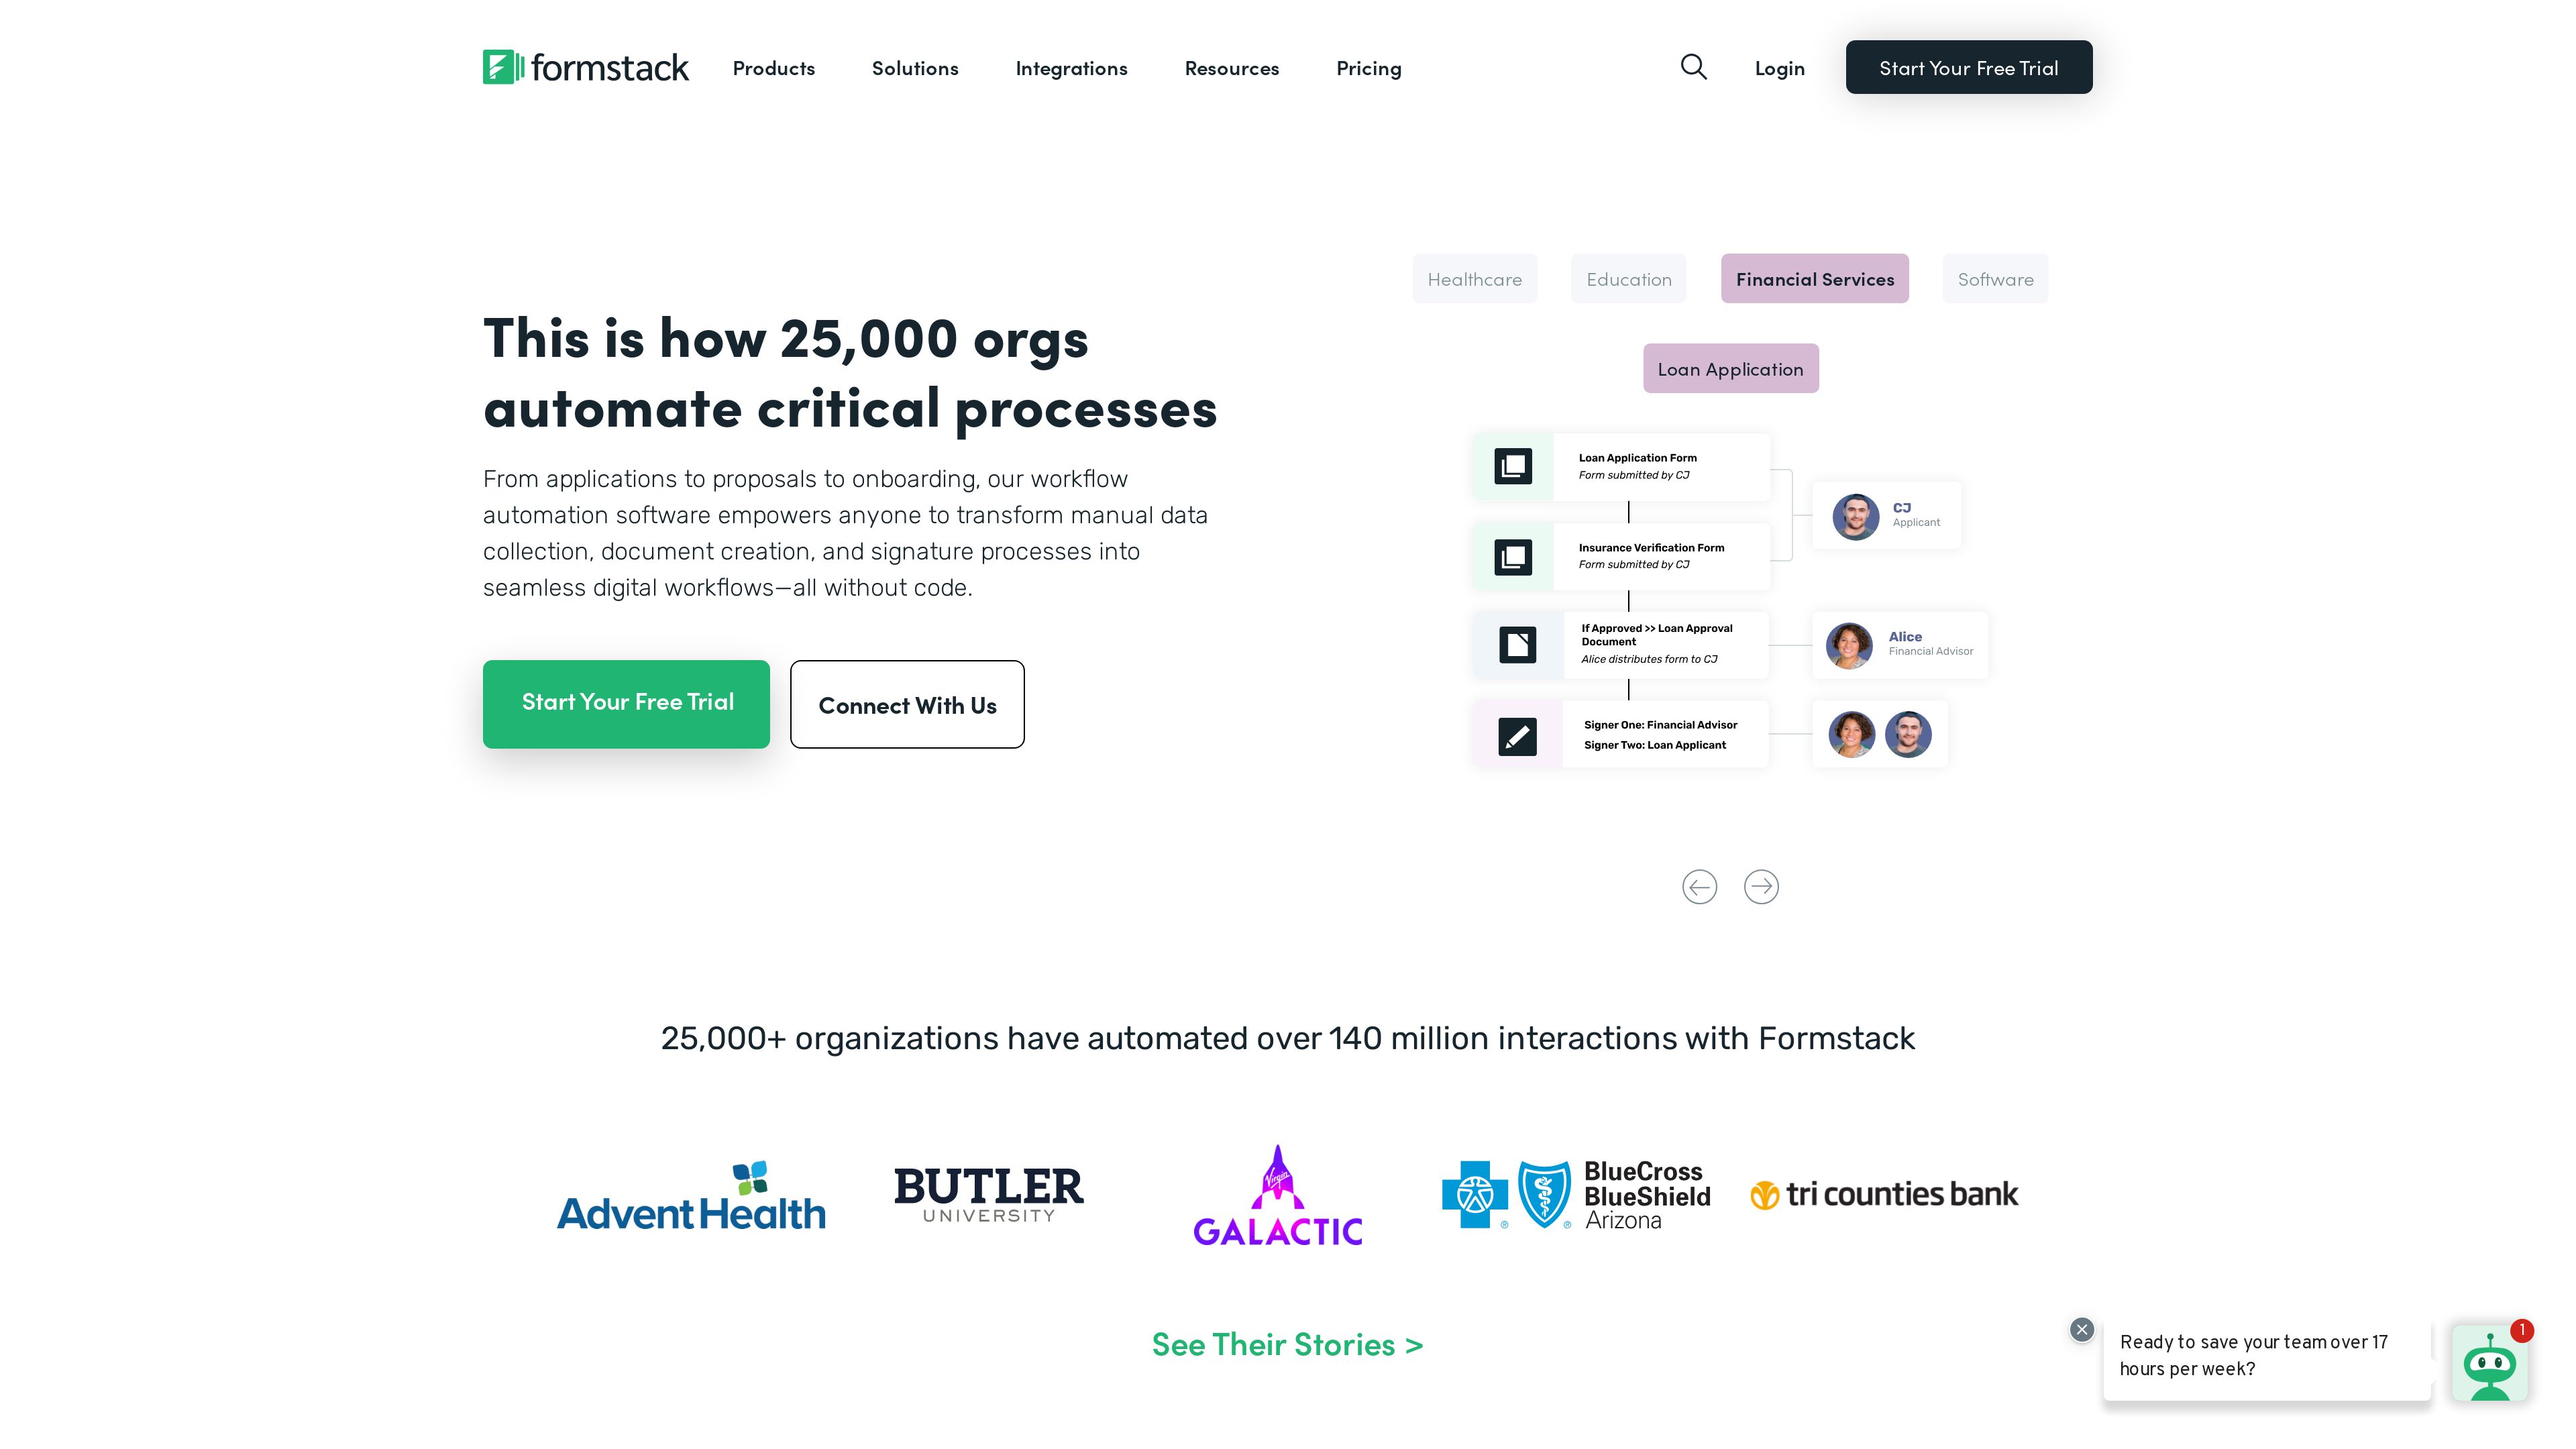 formstack
Products
Solutions
Integrations
Resources
Pricing
Login
Start Your Free Trial
This is how 25,000 orgs
automate critical processes
From applications to proposals to onboarding, our workflow
automation software empowers anyone to transform manual data
collection, document creation, and signature processes into
seamless digital workflows—all without code.
Start Your Free Trial
Connect With Us
Healthcare
Education
Financial Services
Software
Loan Application
Loan Application Form
Form submitted by CJ
Insurance Verification Form
Form submitted by CJ
CJ
Applicant
If Approved >> Loan Approval
Document
Alice distributes form to CJ
Alice
Financial Advisor
Signer One: Financial Advisor
Signer Two: Loan Applicant
25,000+ organizations have automated over 140 million interactions with Formstack
AdventHealth
BUTLER
UNIVERSITY
Virgin
GALACTIC
BlueCross
BlueShield
Arizona
® ®
tri counties bank
See Their Stories >
Ready to save your team over 17
hours per week?
1